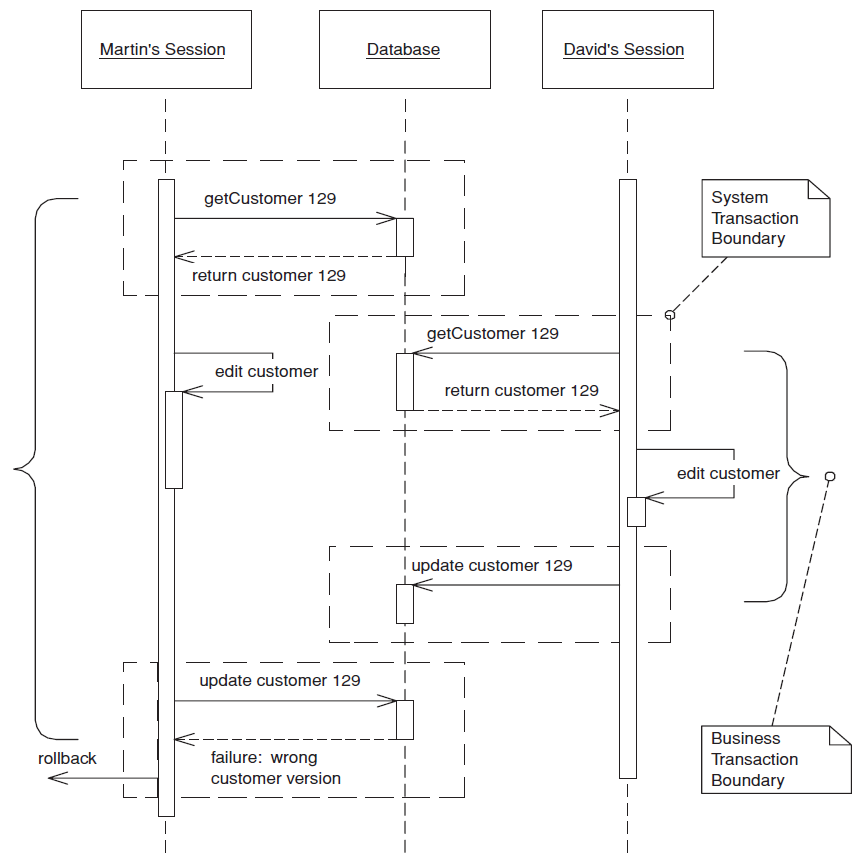 Martin's Session
Database
David's Session
getCustomer 129
return customer 129
System
Transaction
Boundary
getCustomer 129
edit customer
return customer 129
edit customer
update customer 129
update customer 129
rollback
failure: wrong
customer version
Business
Transaction
Boundary